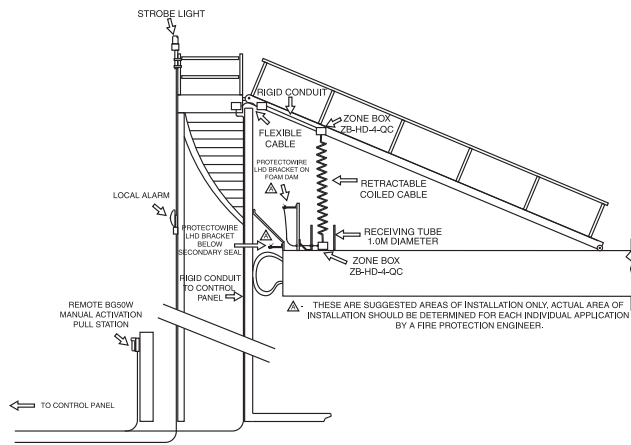 STROBE LIGHT
RIGID CONDUIT
ZONE BOX
ZB-HD-4-QC
FLEXIBLE
CABLE
PROTECTOWIRE
LHD BRACKET ON
FOAM DAM
A
RETRACTABLE
COILED CABLE
LOCAL ALARM
PROTECTOWIRE
LHD BRACKET
BELOW
SECONDARY SEAL
A
RECEIVING TUBE
1.0M DIAMETER
ZONE BOX
ZB-HD-4-QC
RIGID CONDUIT
TO CONTROL
PANEL
REMOTE BG50W
MANUAL ACTIVATION
PULL STATION
A - THESE ARE SUGGESTED AREAS OF INSTALLATION ONLY, ACTUAL AREA OF
INSTALLATION SHOULD BE DETERMINED FOR EACH INDIVIDUAL APPLICATION
BY A FIRE PROTECTION ENGINEER.
TO CONTROL PANEL